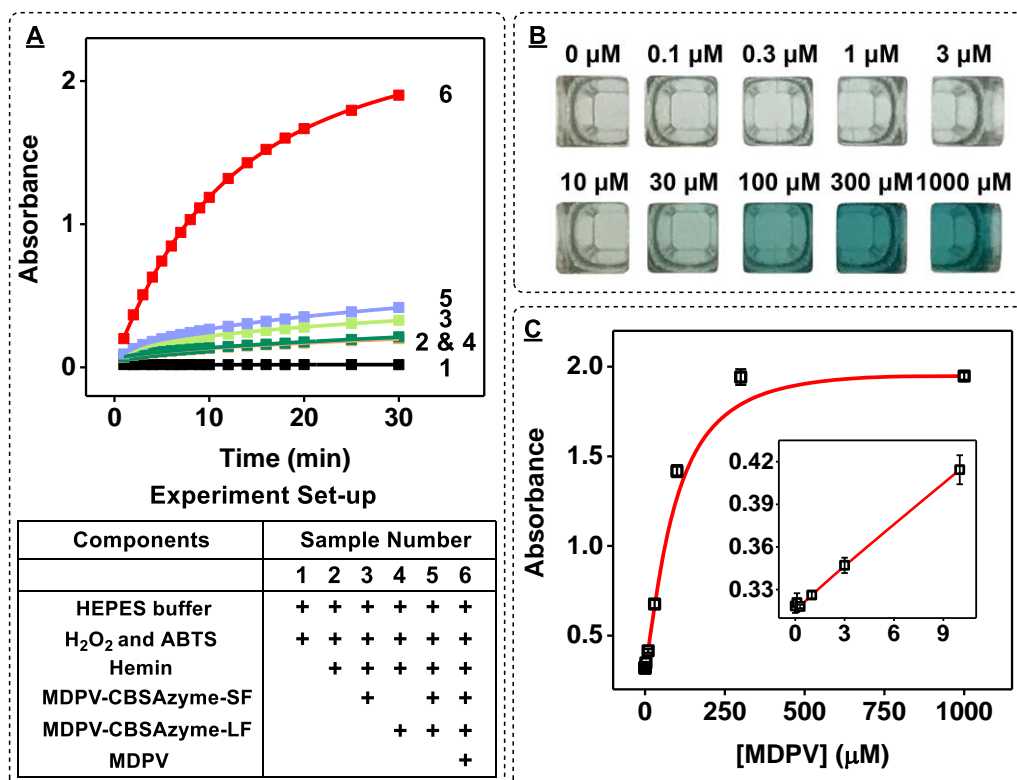 A
2
1
0
Absorbance
6
5
3
2 & 4
1
0 10 20 30
Time (min)
Experiment Set-up
Components Sample Number
1 2 3 4 5 6
HEPES buffer + + + + + +
H₂O₂ and ABTS + + + + + +
Hemin + + + + +
MDPV-CBSAzyme-SF + + +
MDPV-CBSAzyme-LF + + +
MDPV +
B
0 µM 0.1 µM 0.3 µM 1 µM 3 µM
10 µM 30 µM 100 µM 300 µM 1000 µM
C
2.0
1.5
1.0
0.5
Absorbance
0.42
0.39
0.36
0.33
0 3 6 9
0 250 500 750 1000
[MDPV] (µM)